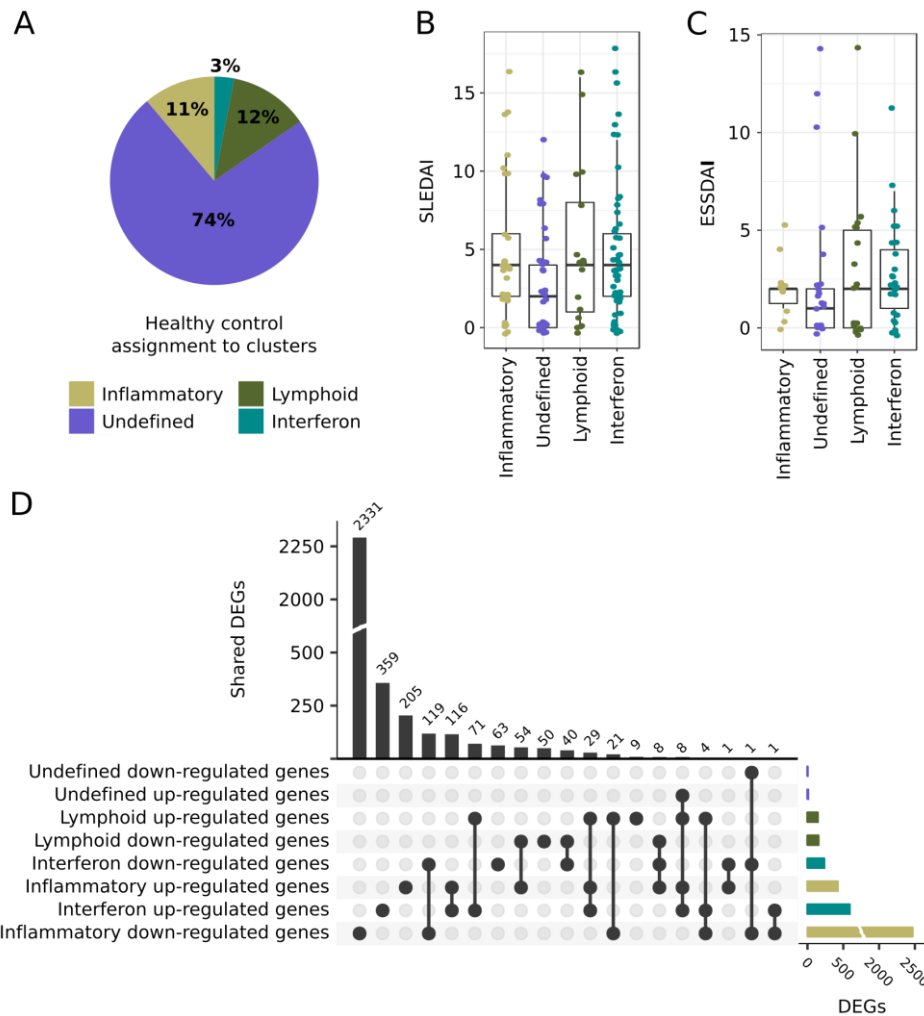 A
3%
11%
12%
74%
Healthy control
assignment to clusters
Inflammatory
Lymphoid
Undefined
Interferon
B
SLEDAI
15
10
5
0
Inflammatory
Undefined
Lymphoid
Interferon
C
ESSDAI
15
10
5
0
Inflammatory
Undefined
Lymphoid
Interferon
D
Shared DEGs
2250
2000
500
250
2331
359
205
119
116
71
63
54
50
40
29
21
9
8
8
4
1
1
1
Undefined down-regulated genes
Undefined up-regulated genes
Lymphoid up-regulated genes
Lymphoid down-regulated genes
Interferon down-regulated genes
Inflammatory up-regulated genes
Interferon up-regulated genes
Inflammatory down-regulated genes
0
500
2000
2500
DEGs